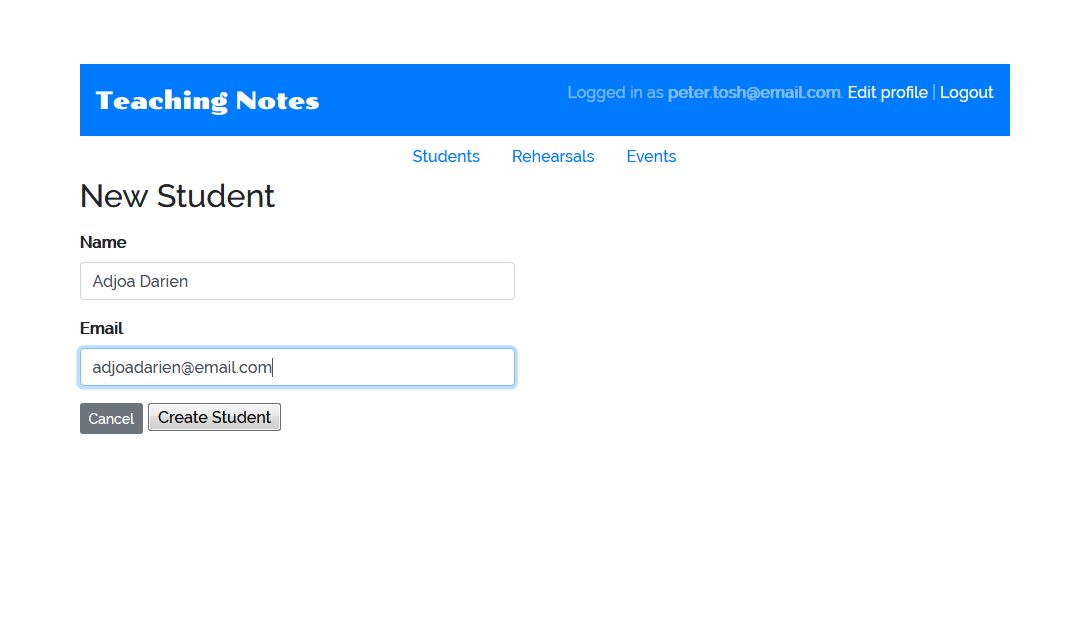 Teaching Notes
Logged in as peter.tosh@email.com. Edit profile | Logout
Students Rehearsals Events
New Student
Name
Adjoa Darien
Email
adjoadarien@email.com
Cancel Create Student